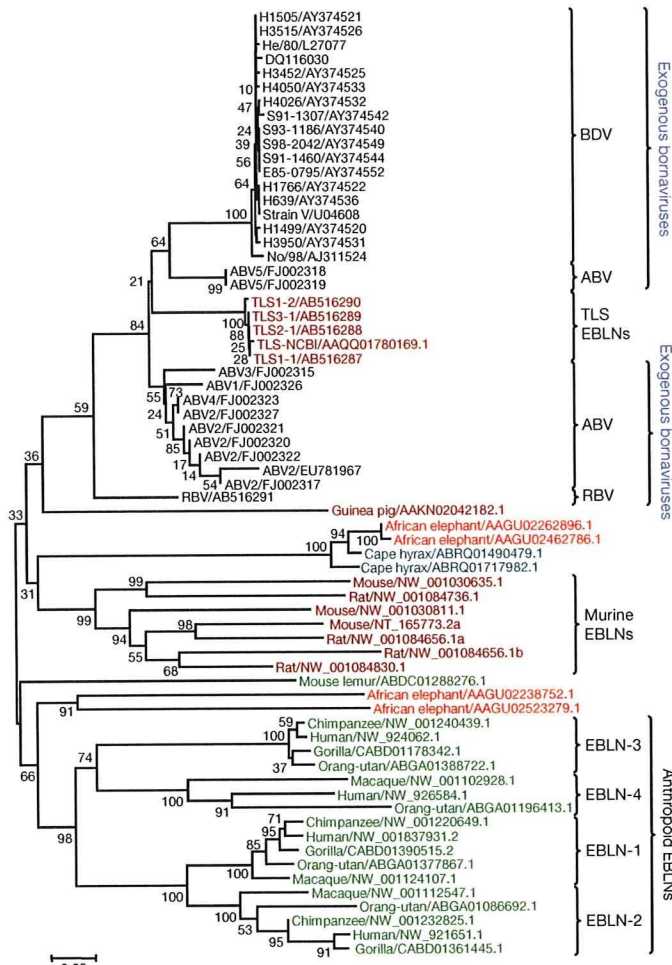 H1505/AY374521
H3515/AY374526
He/80/L27077
DQ116030
H3452/AY374525
10
H4050/AY374533
H4026/AY374532
47
S91-1307/AY374542
24
S93-1186/AY374540
39
S98-2042/AY374549
S91-1460/AY374544
56
E85-0795/AY374552
64
H1766/AY374522
H639/AY374536
Strain V/U04608
100
H1499/AY374520
H3950/AY374531
No/98/AJ311524
BDV
Exogenous bornaviruses
64
21
ABV5/FJ002318
99
ABV5/FJ002319
ABV
TLS1-2/AB516290
TLS3-1/AB516289
100
TLS2-1/AB516288
88
TLS-NCBI/AAQQ01780169.1
25
28
TLS1-1/AB516287
TLS
EBLNs
84
ABV3/FJ002315
55
ABV1/FJ002326
73
ABV4/FJ002323
24
ABV2/FJ002327
51
ABV2/FJ002321
85
ABV2/FJ002320
17
ABV2/FJ002322
14
ABV2/EU781967
54
ABV2/FJ002317
ABV
Exogenous bornaviruses
59
RBV/AB516291
RBV
36
Guinea pig/AAKN02042182.1
33
African elephant/AAGU02262896.1
94
100
African elephant/AAGU02462786.1
100
Cape hyrax/ABRQ01490479.1
Cape hyrax/ABRQ01717982.1
31
99
Mouse/NW_001030635.1
Rat/NW_001084736.1
99
Mouse/NW_001030811.1
94
98
Mouse/NT_165773.2a
Rat/NW_001084656.1a
55
Rat/NW_001084656.1b
68
Rat/NW_001084830.1
Murine
EBLNs
Mouse lemur/ABDC01288276.1
African elephant/AAGU02238752.1
91
African elephant/AAGU02523279.1
66
59
Chimpanzee/NW_001240439.1
100
Human/NW_924062.1
Gorilla/CABD01178342.1
37
Orang-utan/ABGA01388722.1
EBLN-3
74
Macaque/NW_001102928.1
100
Human/NW_926584.1
91
Orang-utan/ABGA01196413.1
EBLN-4
98
71
Chimpanzee/NW_001220649.1
95
Human/NW_001837931.2
85
Gorilla/CABD01390515.2
Orang-utan/ABGA01377867.1
100
Macaque/NW_001124107.1
EBLN-1
100
Macaque/NW_001112547.1
100
Orang-utan/ABGA01086692.1
53
Chimpanzee/NW_001232825.1
95
Human/NW_921651.1
91
Gorilla/CABD01361445.1
EBLN-2
Anthropoid EBLNs